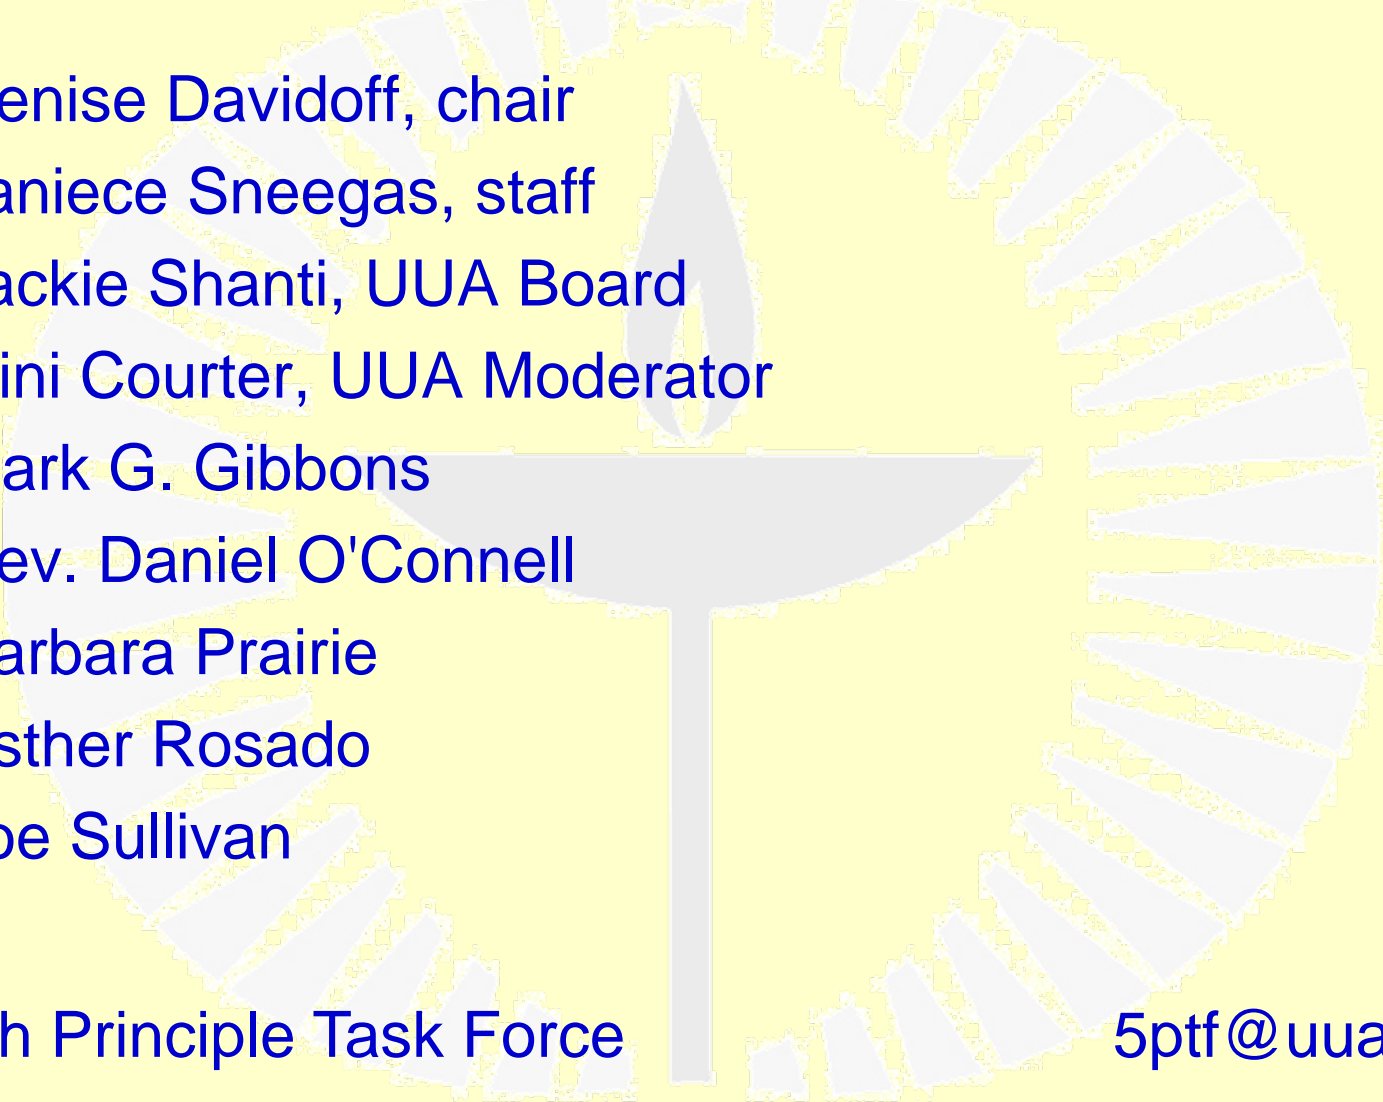 enise Davidoff, chair
aniece Sneegas, staff
ackie Shanti, UUA Board
ini Courter, UUA Moderator
ark G. Gibbons
ev. Daniel O'Connell
arbara Prairie
sther Rosado
oe Sullivan
h Principle Task Force 5ptf@uua